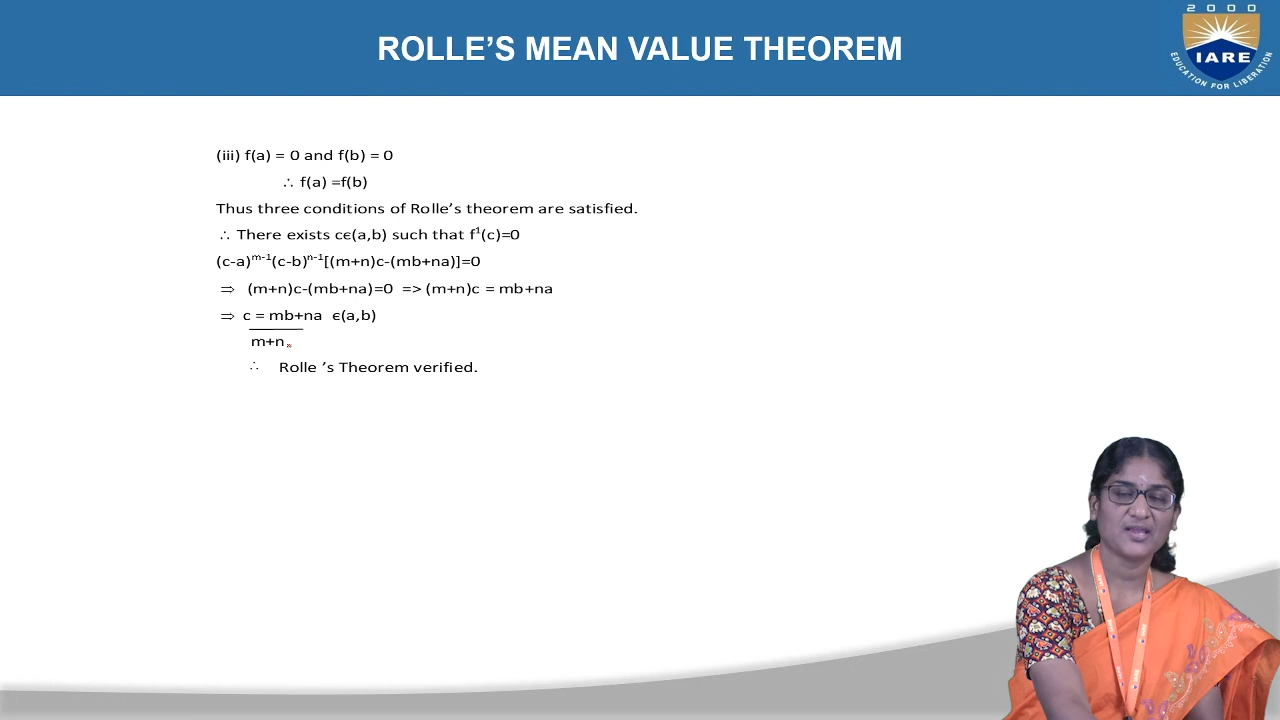 ROLLE’S MEAN VALUE THEOREM
2000
IARE
EDUCATION FOR LIBERATION
(iii) f(a) = 0 and f(b) = 0
∴ f(a) =f(b)
Thus three conditions of Rolle’s theorem are satisfied.
∴ There exists cϵ(a,b) such that f¹(c)=0
(c-a)ᵐ⁻¹(c-b)ⁿ⁻¹[(m+n)c-(mb+na)]=0
⇒ (m+n)c-(mb+na)=0 => (m+n)c = mb+na
⇒ c = mb+na ϵ(a,b)
m+n
∴ Rolle ’s Theorem verified.